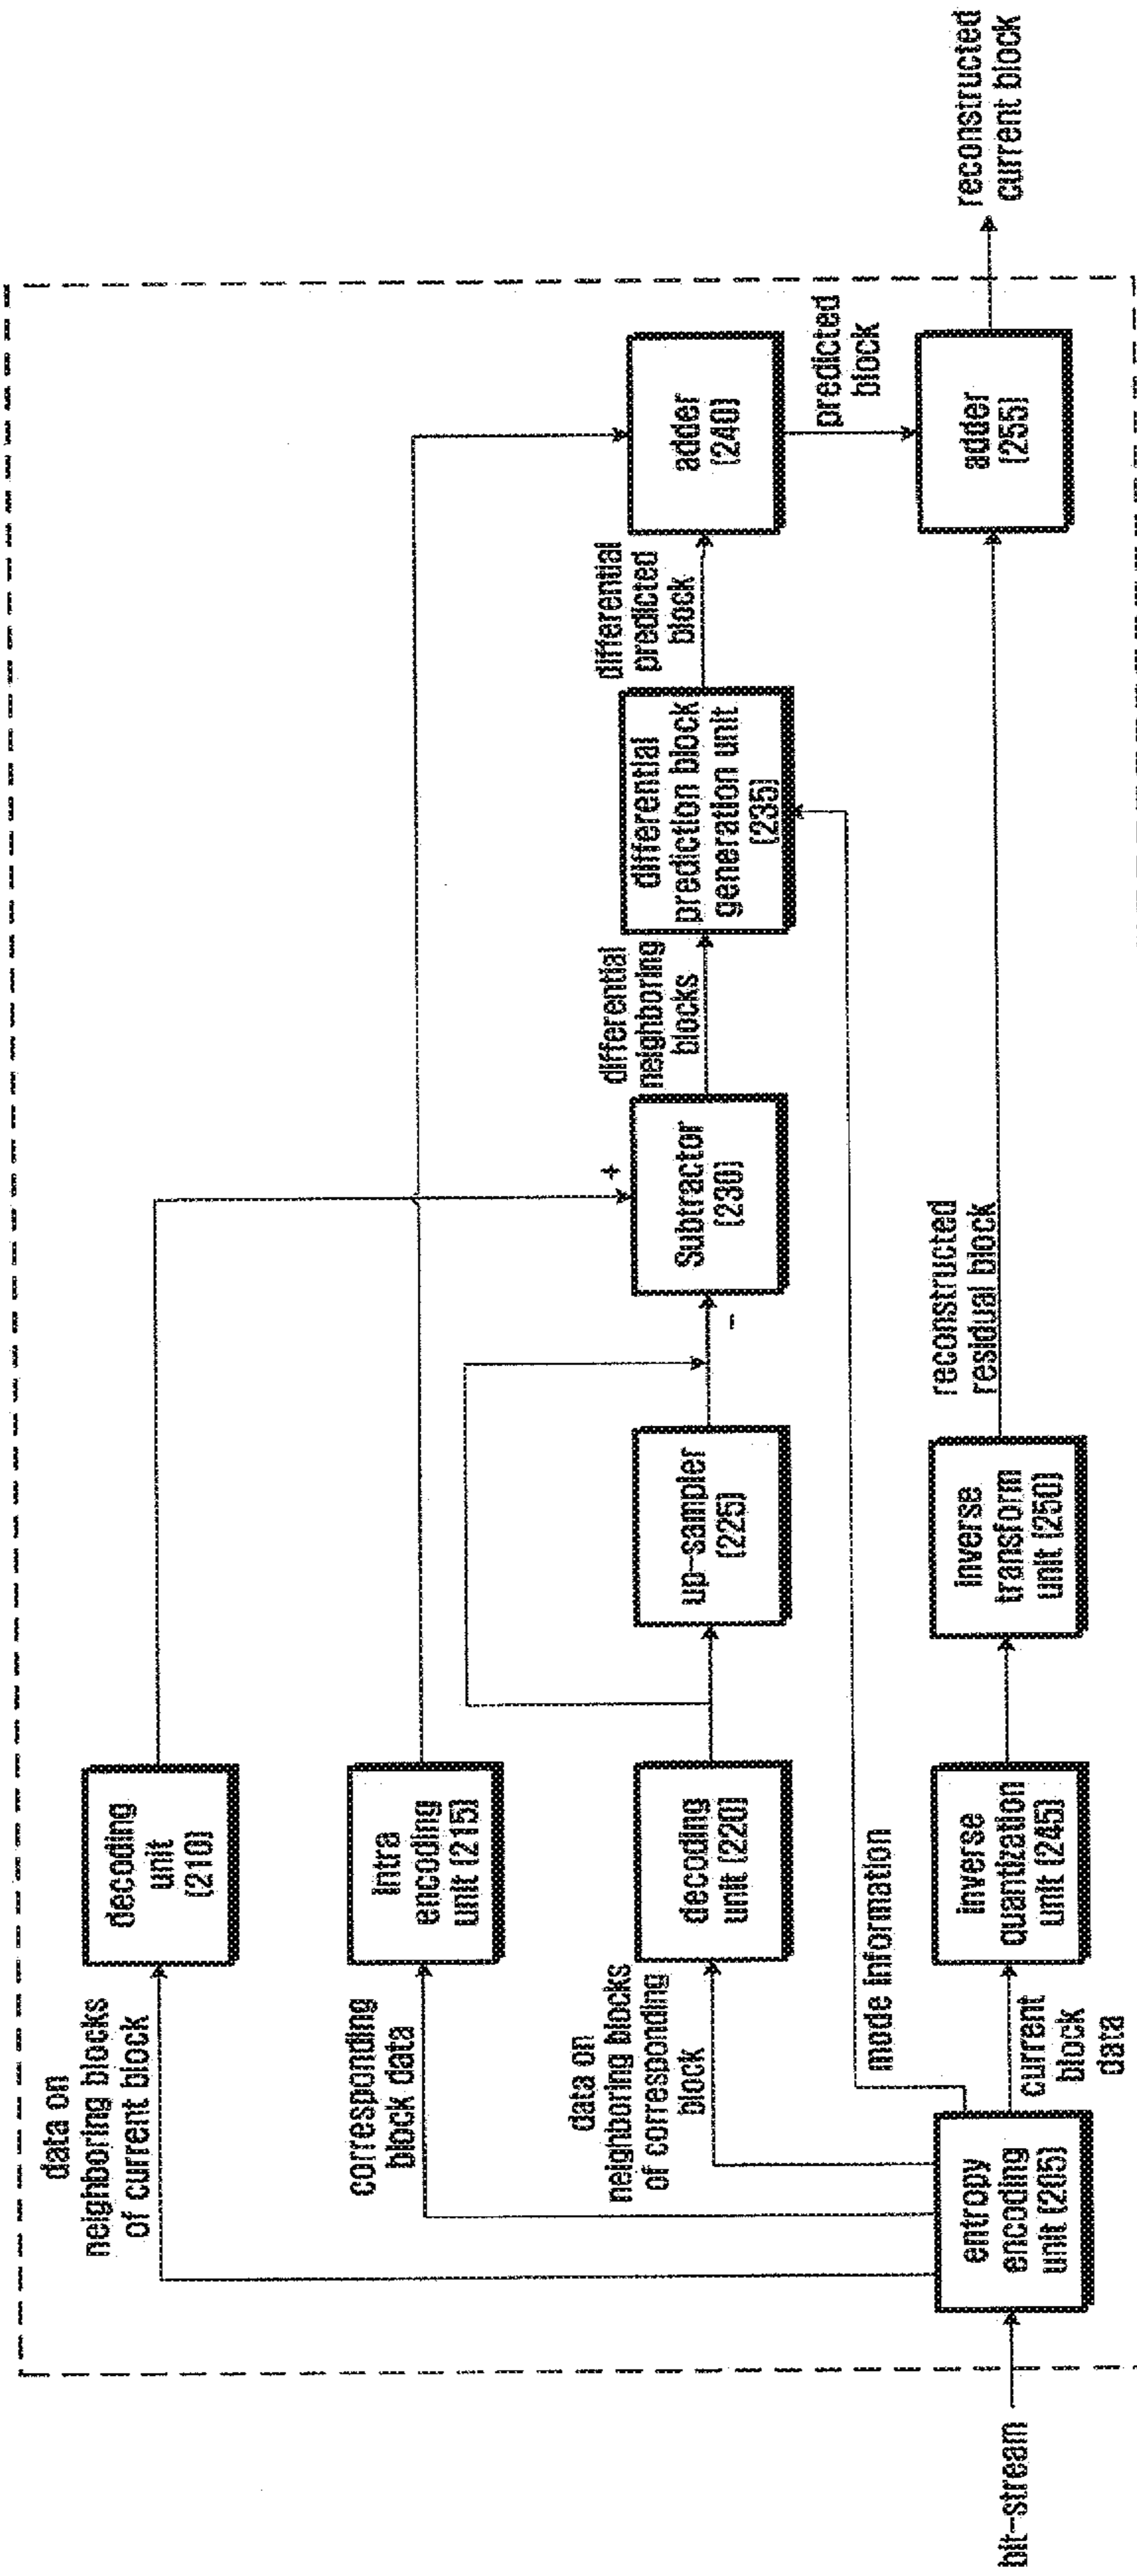 bit-stream
entropy
encoding
unit (205)
data on
neighboring blocks
of current block
decoding
unit
(210)
corresponding
block data
intra
encoding
unit (215)
data on
neighboring blocks
of corresponding
block
decoding
unit (220)
mode information
current
block
data
inverse
quantization
unit (245)
inverse
transform
unit (250)
up-sampler
(225)
reconstructed
residual block
-
+
Subtractor
(230)
differential
neighboring
blocks
differential
prediction block
generation unit
(235)
differential
predicted
block
adder
(240)
predicted
block
adder
(255)
reconstructed
current block